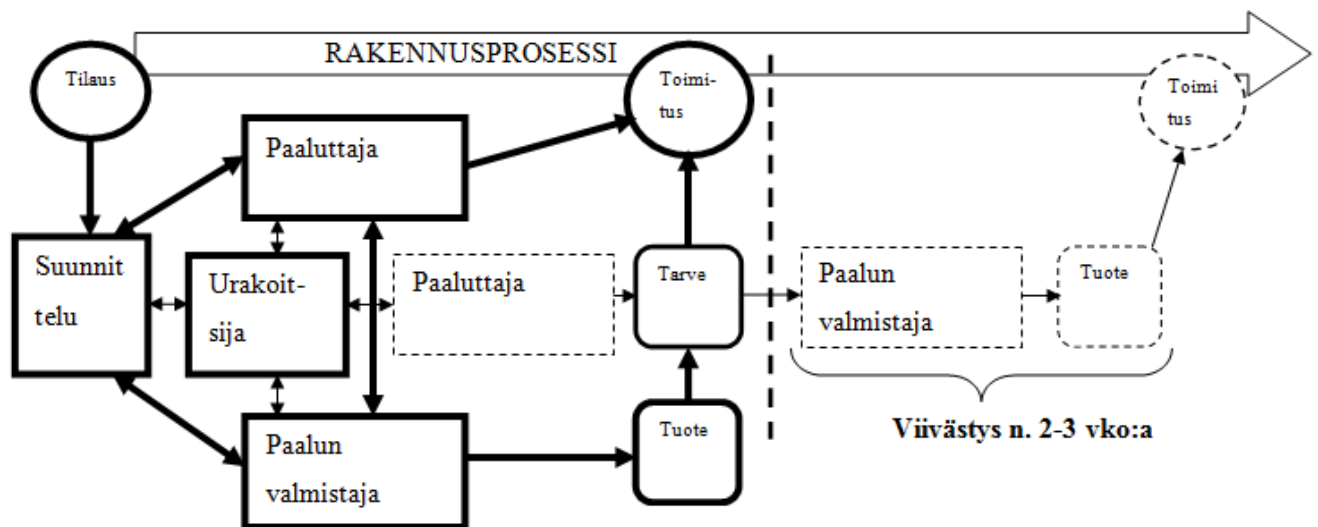 RAKENNUSPROSESSI
Tilaus
Toimi-
tus
Toimi
tus
Paaluttaja
Suunnit
telu
Urakoit-
sija
Paaluttaja
Tarve
Paalun
valmistaja
Tuote
Paalun
valmistaja
Tuote
Viivästys n. 2-3 vko:a